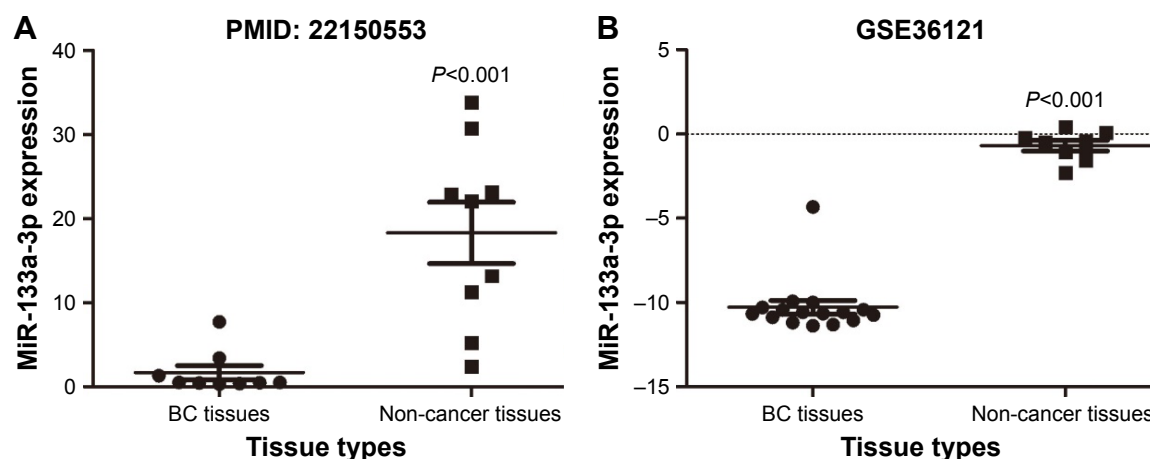 A
PMID: 22150553
MiR-133a-3p expression
40
30
20
10
0
P<0.001
BC tissues
Non-cancer tissues
Tissue types
B
GSE36121
MiR-133a-3p expression
5
0
–5
–10
–15
P<0.001
BC tissues
Non-cancer tissues
Tissue types